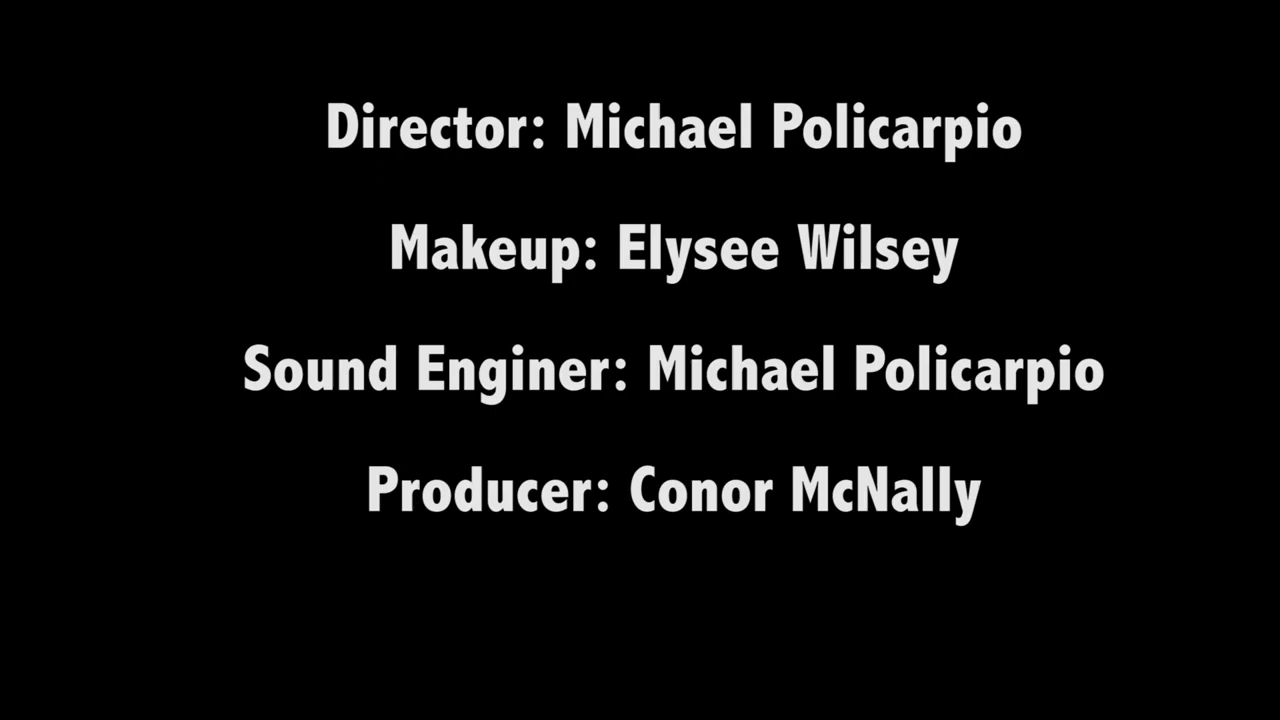 Director: Michael Policarpio
Makeup: Elysee Wilsey
Sound Enginer: Michael Policarpio
Producer: Conor McNally